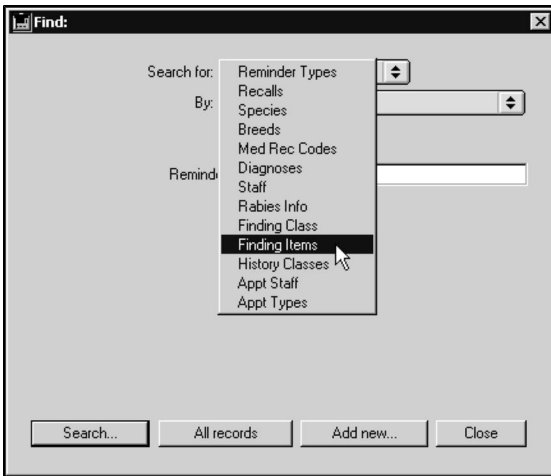 Find:
Search for:
Reminder Types
Recalls
By:
Species
Breeds
Med Rec Codes
Diagnoses
Remind
Staff
Rabies Info
Finding Class
Finding Items
History Classes
Appt Staff
Appt Types
Search...
All records
Add new...
Close